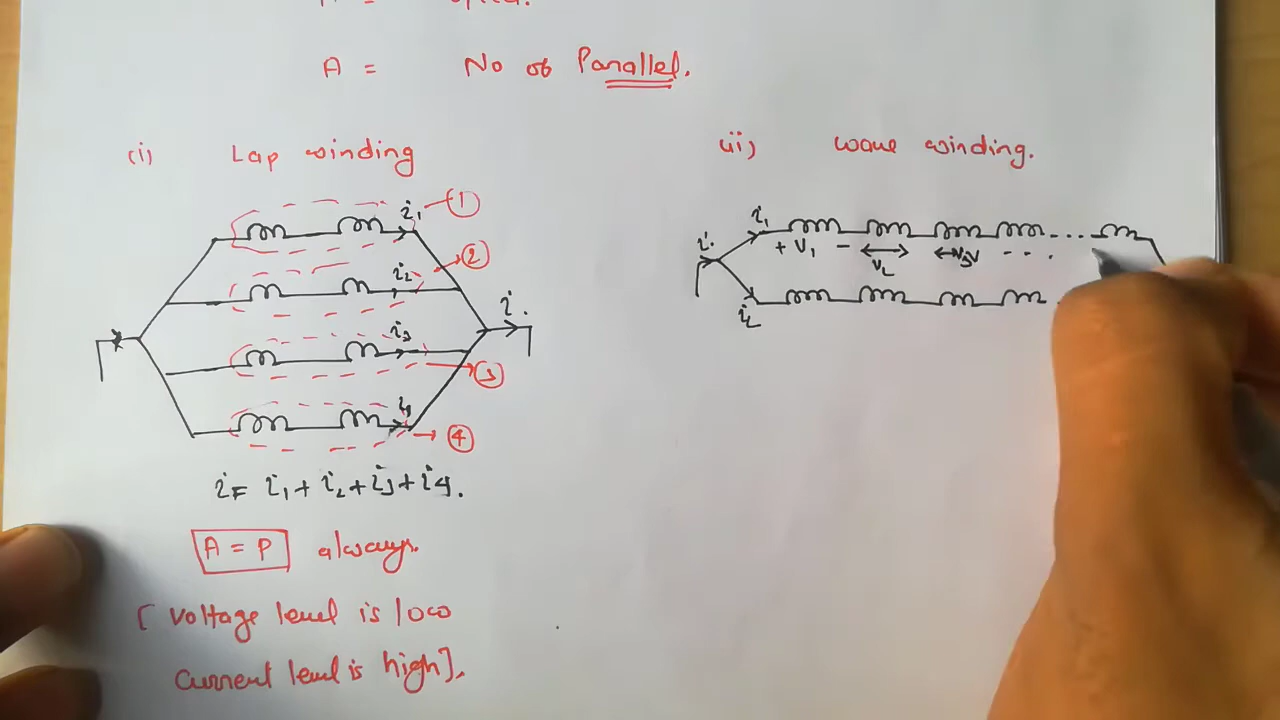 A = No of Parallel.
(i) Lap winding
i₁ ①
i₂ ②
i.
i₃ ③
i₄ ④
i = i₁ + i₂ + i₃ + i₄.
A = P always.
[ Voltage level is low
Current level is high].
(ii) wave winding.
i. i₁ ...
+ V₁ - V₂ V₃ - - - .
i₂